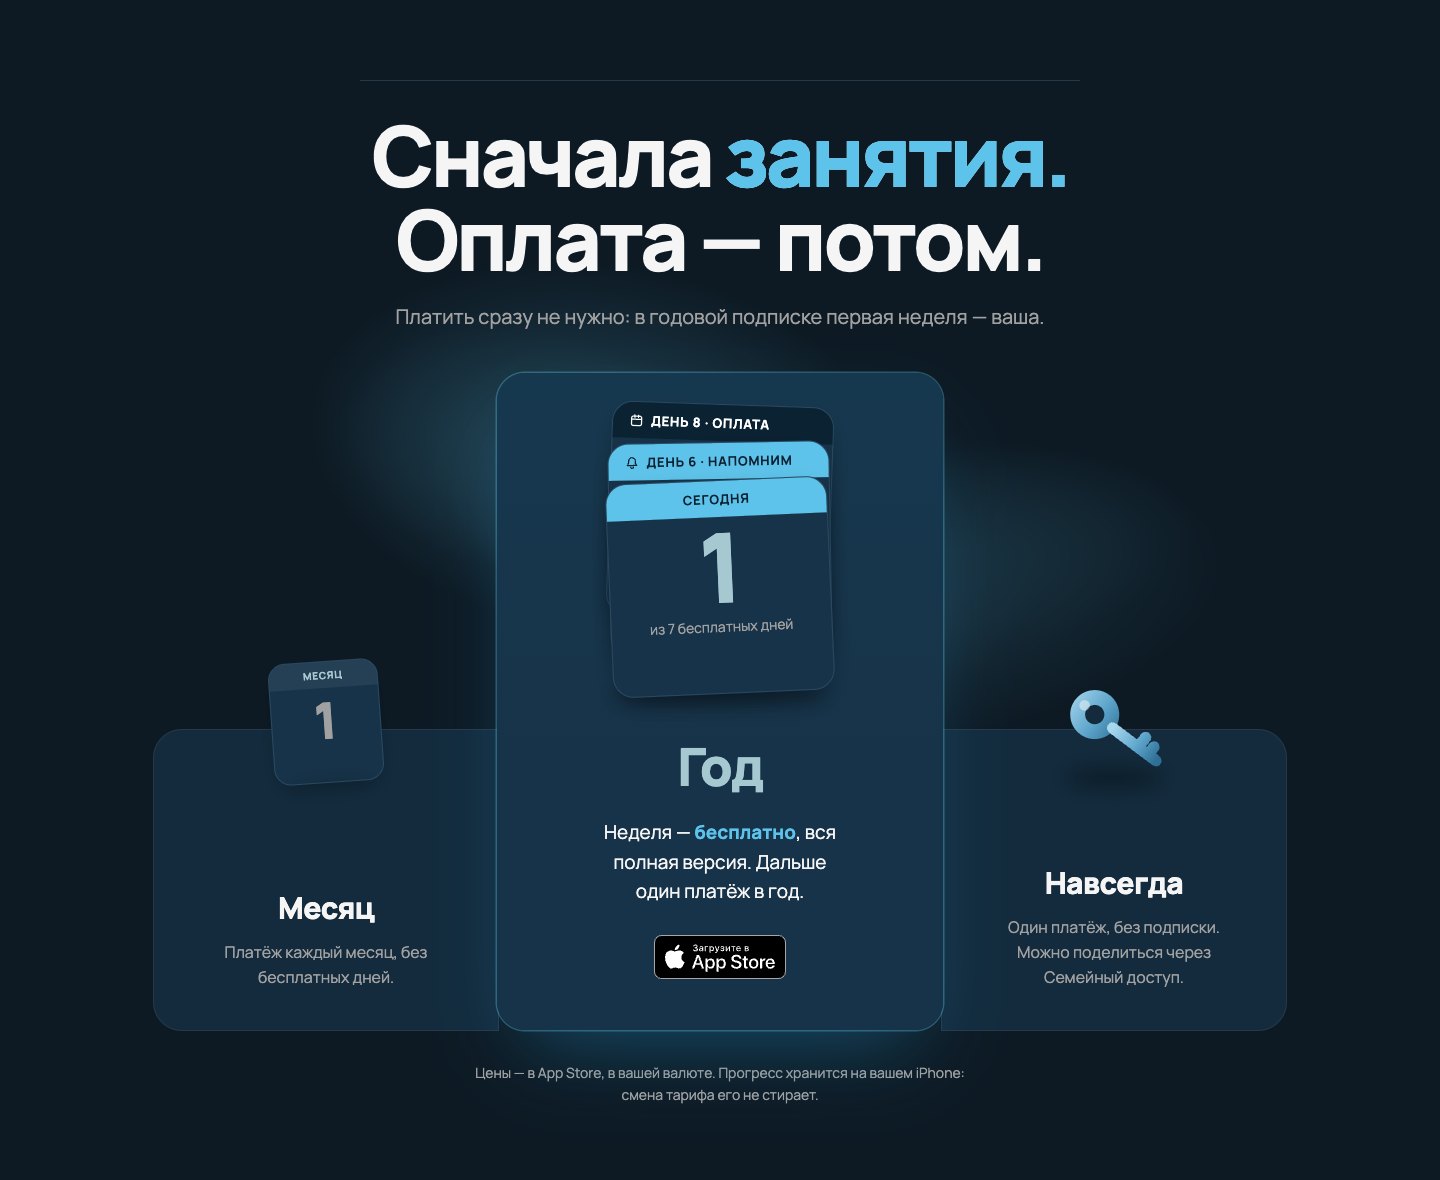 Сначала занятия.
Оплата — потом.
Платить сразу не нужно: в годовой подписке первая неделя — ваша.
ДЕНЬ 8 · ОПЛАТА
ДЕНЬ 6 · НАПОМНИМ
СЕГОДНЯ
1
из 7 бесплатных дней
МЕСЯЦ
1
Месяц
Платёж каждый месяц, без
бесплатных дней.
Год
Неделя — бесплатно, вся
полная версия. Дальше
один платёж в год.
Загрузите в
App Store
Навсегда
Один платёж, без подписки.
Можно поделиться через
Семейный доступ.
Цены — в App Store, в вашей валюте. Прогресс хранится на вашем iPhone:
смена тарифа его не стирает.